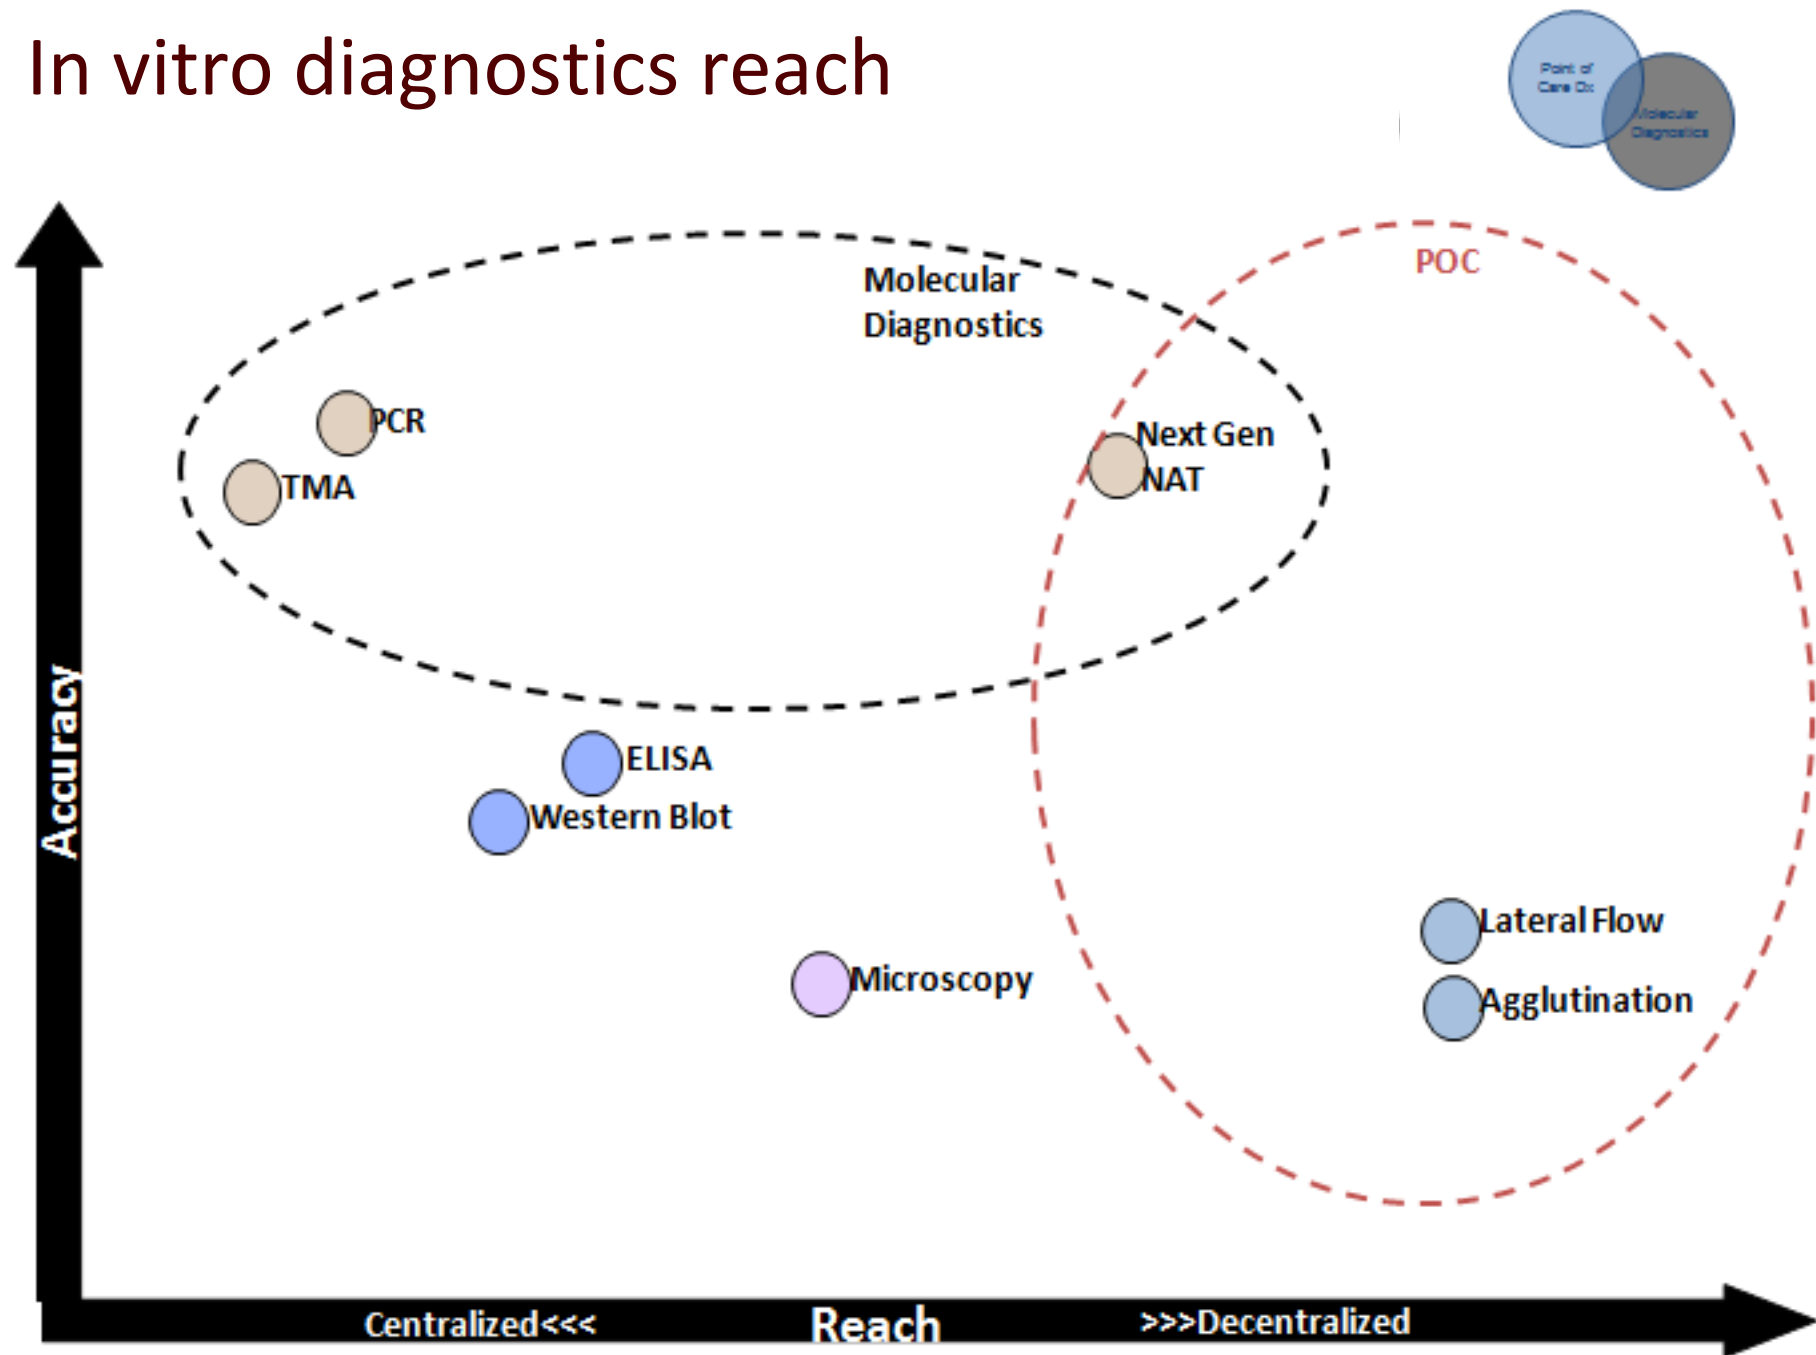 In vitro diagnostics reach
Point of
Care Dx
Molecular
Diagnostics
POC
Molecular
Diagnostics
PCR
Next Gen
TMA
NAT
ELISA
Western Blot
Lateral Flow
Microscopy
Agglutination
Accuracy
Centralized<<<
Reach
>>>Decentralized